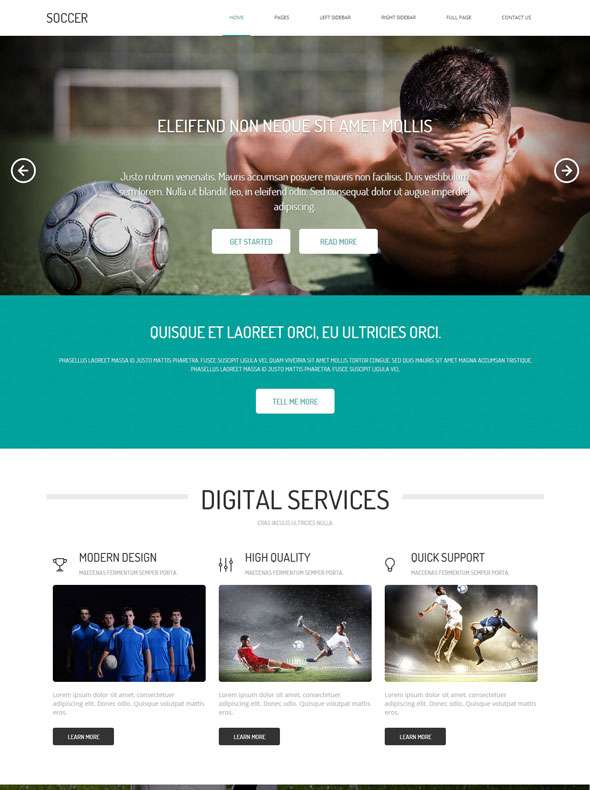 SOCCER
HOME PAGES LEFT SIDEBAR RIGHT SIDEBAR FULL PAGE CONTACT US
ELEIFEND NON NEQUE SIT AMET MOLLIS
Justo rutrum venenatis. Mauris accumsan posuere mauris non facilisis. Duis vestibulum
sem lorem. Nulla ut blandit leo, in eleifend odio. Sed consequat dolor ut augue imperdiet
adipiscing.
GET STARTED READ MORE
QUISQUE ET LAOREET ORCI, EU ULTRICIES ORCI.
PHASELLUS LAOREET MASSA ID JUSTO MATTIS PHARETRA. FUSCE SUSCIPIT LIGULA VEL QUAM VIVERRA SIT AMET MOLLIS TORTOR CONGUE. SED QUIS MAURIS SIT AMET MAGNA ACCUMSAN TRISTIQUE.
PHASELLUS LAOREET MASSA ID JUSTO MATTIS PHARETRA. FUSCE SUSCIPIT LIGULA VEL.
TELL ME MORE
DIGITAL SERVICES
CRAS IACULIS ULTRICIES NULLA
MODERN DESIGN
MAECENAS FERMENTUM SEMPER PORTA.
Lorem ipsum dolor sit amet, consectetuer
adipiscing elit. Donec odio. Quisque volutpat mattis
eros.
LEARN MORE
HIGH QUALITY
MAECENAS FERMENTUM SEMPER PORTA.
Lorem ipsum dolor sit amet, consectetuer
adipiscing elit. Donec odio. Quisque volutpat mattis
eros.
LEARN MORE
QUICK SUPPORT
MAECENAS FERMENTUM SEMPER PORTA.
Lorem ipsum dolor sit amet, consectetuer
adipiscing elit. Donec odio. Quisque volutpat mattis
eros.
LEARN MORE